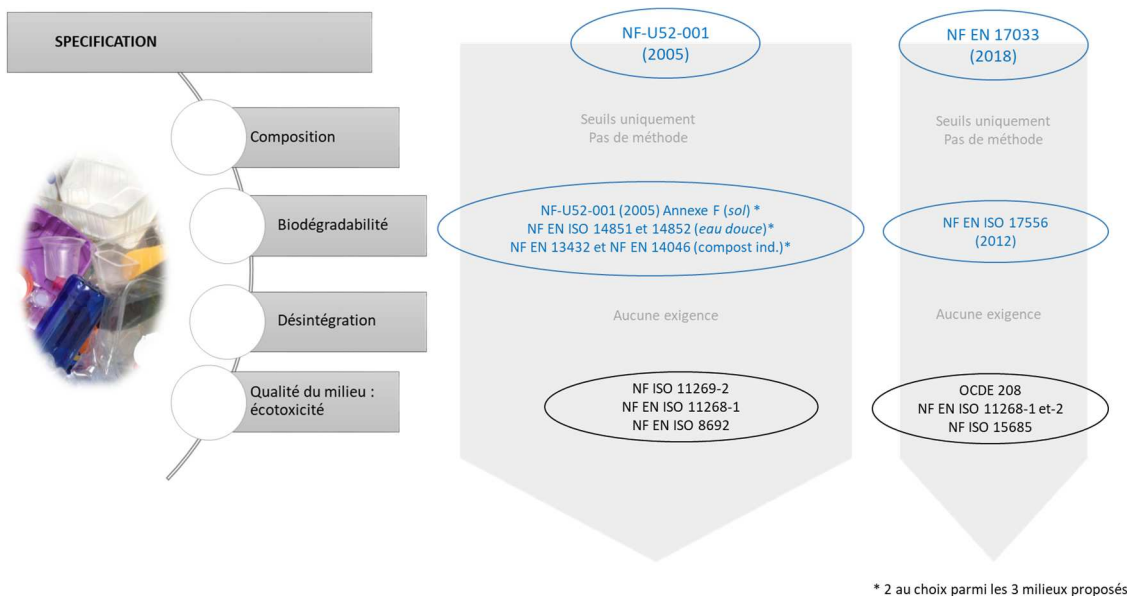 SPECIFICATION
NF-U52-001
(2005)
NF EN 17033
(2018)
Composition
Seuils uniquement
Pas de méthode
Seuils uniquement
Pas de méthode
Biodégradabilité
NF-U52-001 (2005) Annexe F (sol) *
NF EN ISO 14851 et 14852 (eau douce)*
NF EN 13432 et NF EN 14046 (compost ind.)*
NF EN ISO 17556
(2012)
Désintégration
Aucune exigence
Aucune exigence
Qualité du milieu :
écotoxicité
NF ISO 11269-2
NF EN ISO 11268-1
NF EN ISO 8692
OCDE 208
NF EN ISO 11268-1 et-2
NF ISO 15685
* 2 au choix parmi les 3 milieux proposés